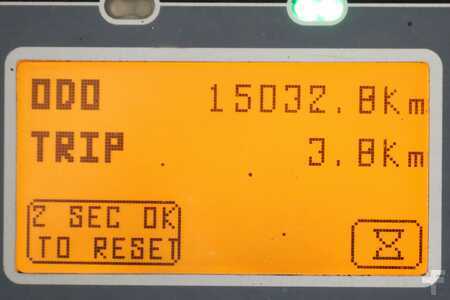 ODO 15032.8Km
TRIP 3.8Km
2 SEC OK
TO RESET